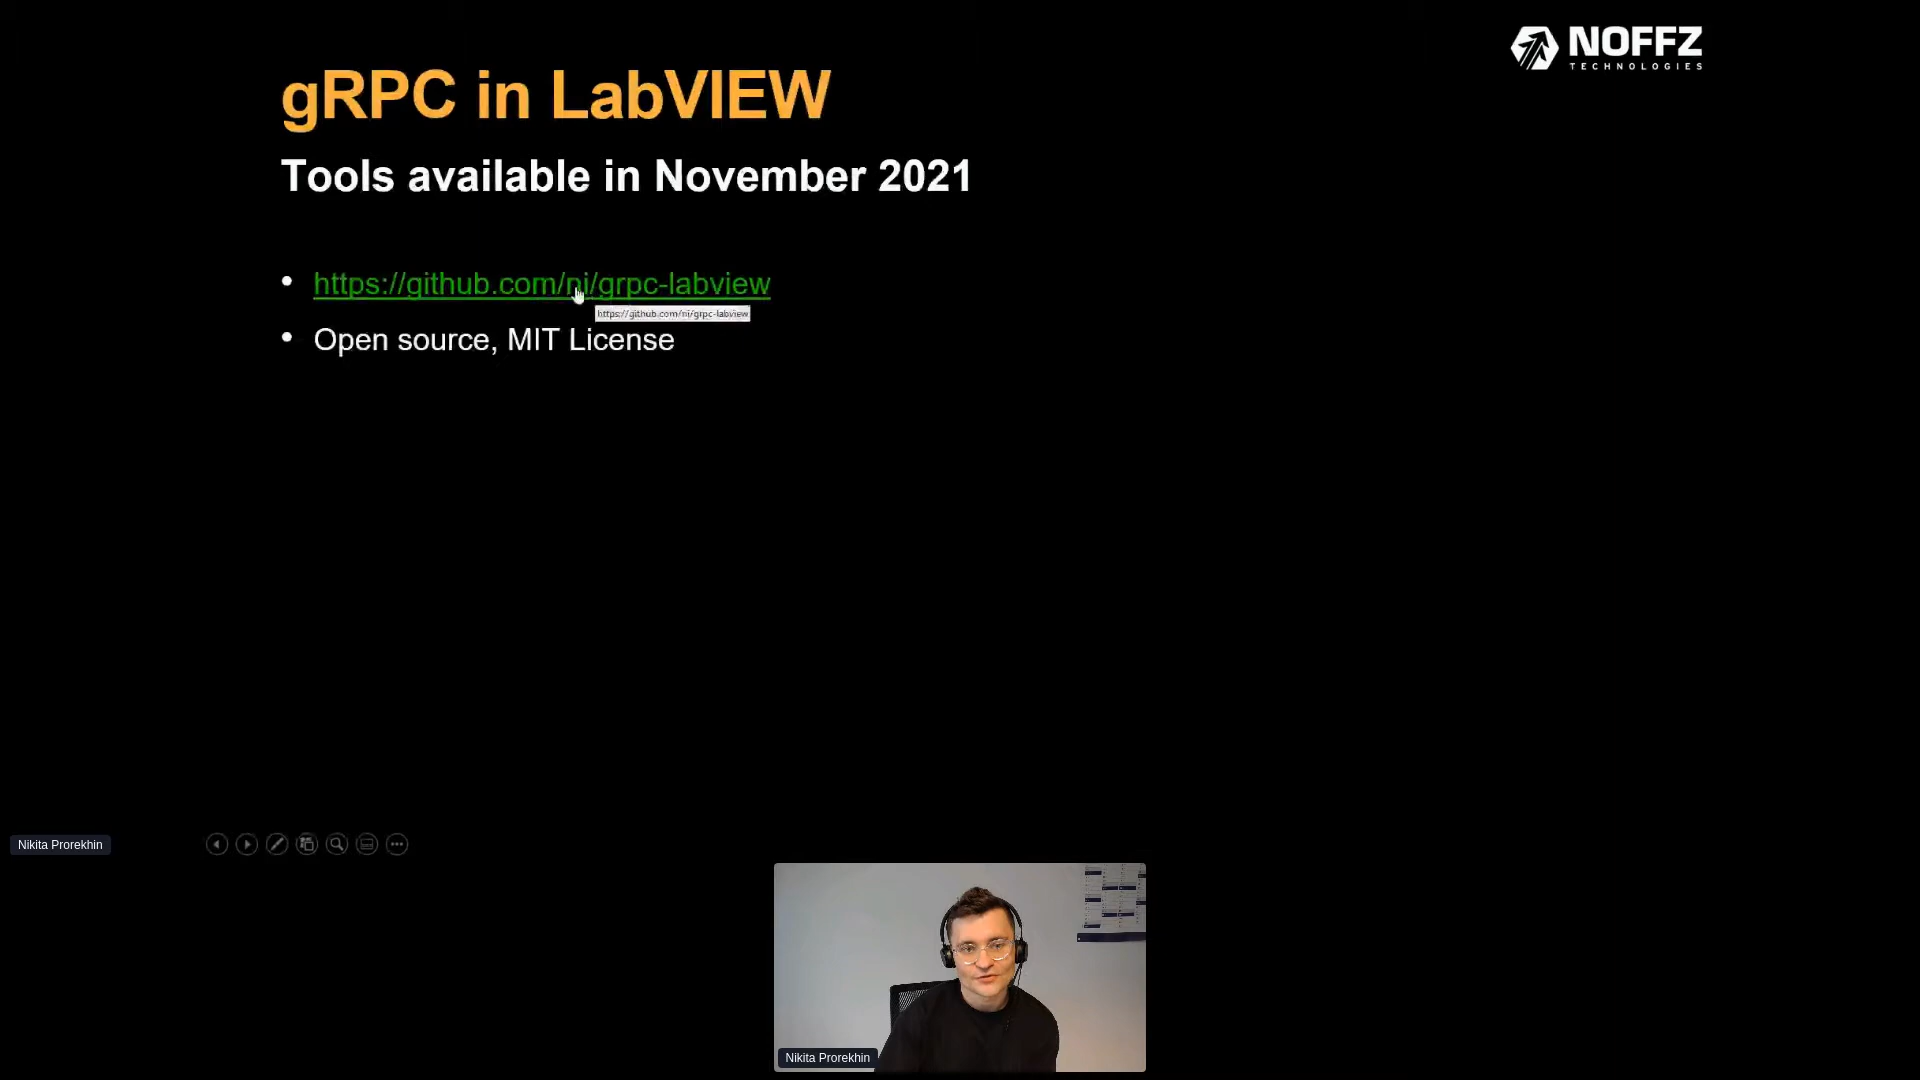 NOFFZ
TECHNOLOGIES
gRPC in LabVIEW
Tools available in November 2021
• https://github.com/ni/grpc-labview
https://github.com/ni/grpc-labview
• Open source, MIT License
Nikita Prorekhin
Nikita Prorekhin